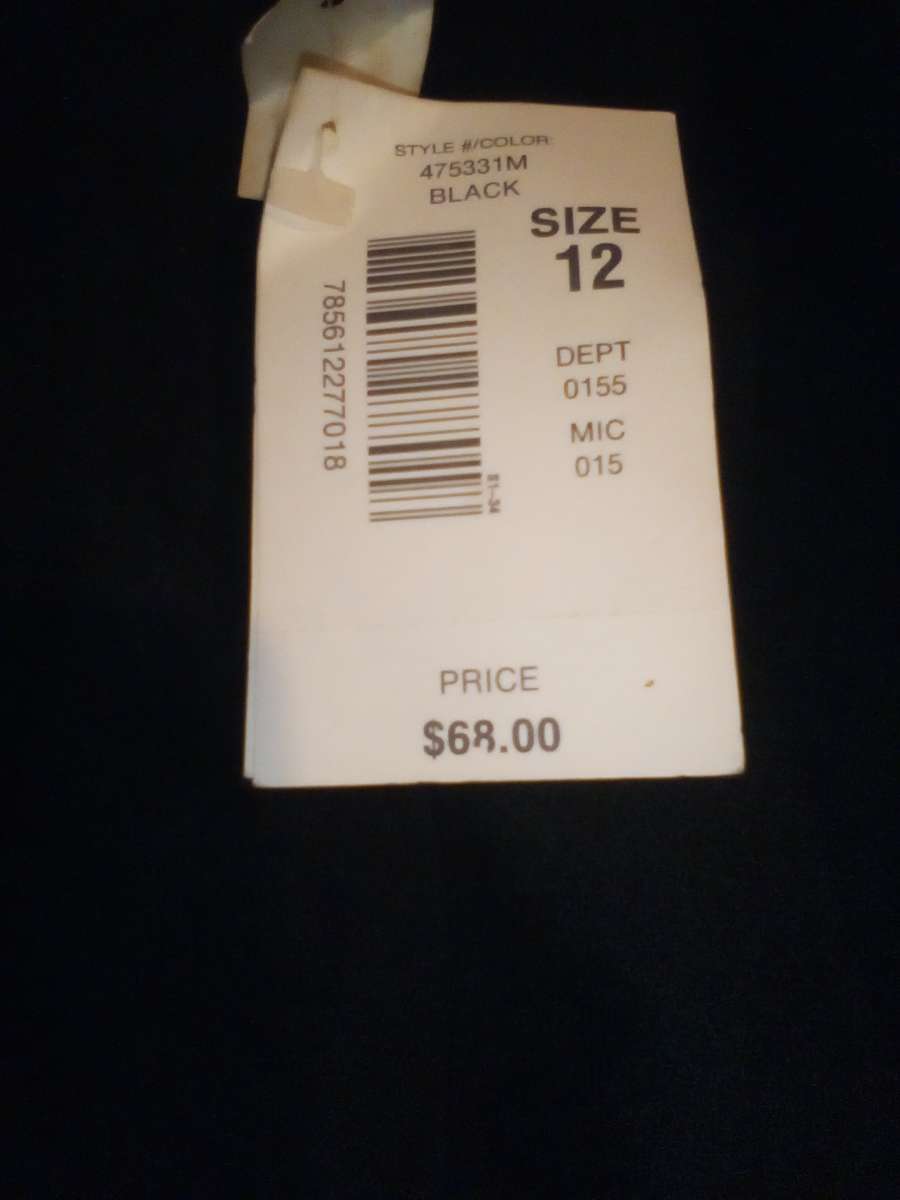 STYLE #/COLOR:
475331M
BLACK
SIZE
12
785612277018
DEPT
0155
MIC
015
PRICE
$68.00